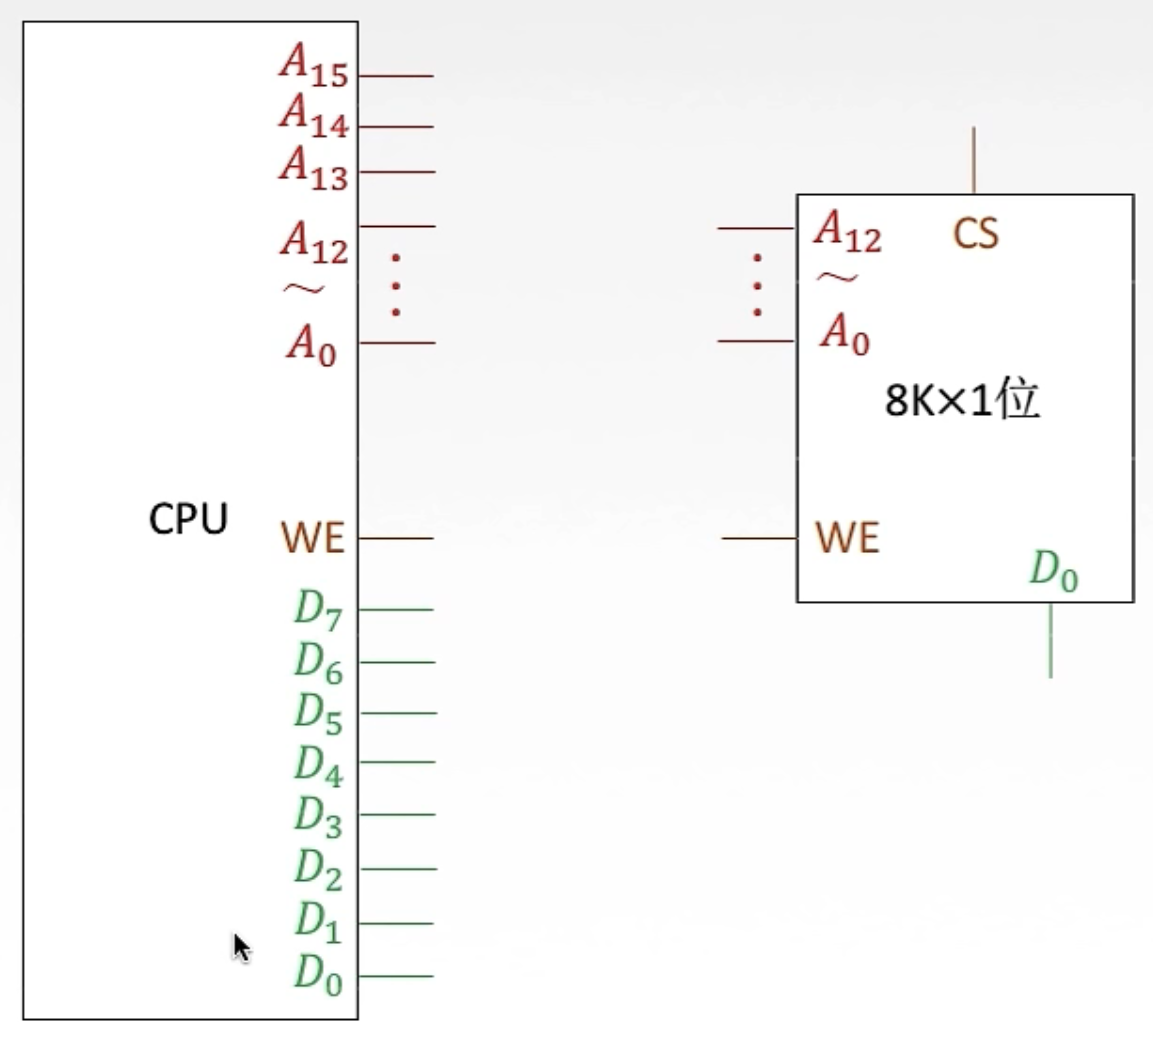 A₁₅
A₁₄
A₁₃
A₁₂
~
A₀
CPU
WE
D₇
D₆
D₅
D₄
D₃
D₂
D₁
D₀
CS
A₁₂
~
A₀
8K×1位
WE
D₀